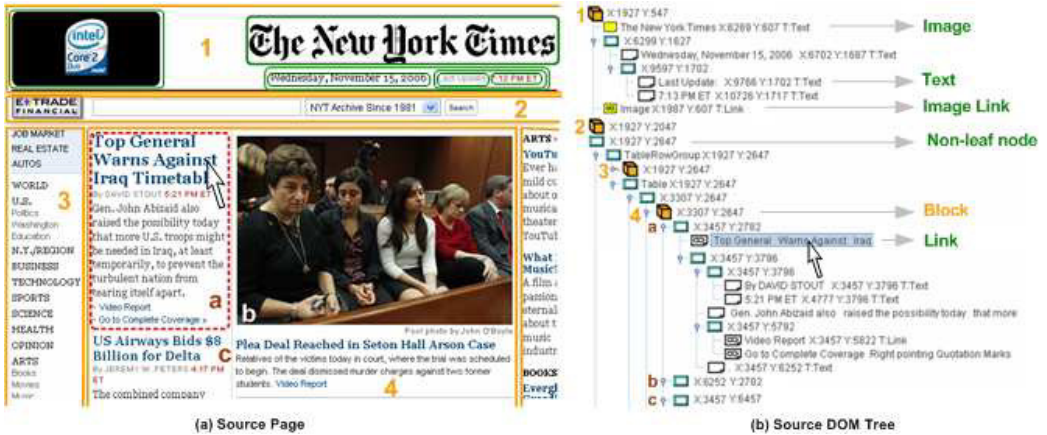 intel
Core 2
Duo
1
The New York Times
Wednesday, November 15, 2006
Last Update: 7:13 PM ET
E*TRADE
FINANCIAL
NYT Archive Since 1981
Search
2
JOB MARKET
REAL ESTATE
AUTOS
WORLD
U.S.
Politics
Washington
Education
N.Y./REGION
BUSINESS
TECHNOLOGY
SPORTS
SCIENCE
HEALTH
OPINION
ARTS
Books
Movies
Music
3
Top General
Warns Against
Iraq Timetabl
By DAVID STOUT 5:21 PM ET
Gen. John Abizaid also
raised the possibility today
that more U.S. troops might
be needed in Iraq, at least
temporarily, to prevent the
turbulent nation from
tearing itself apart.
Video Report
Go to Complete Coverage »
a
US Airways Bids $8
Billion for Delta
By JEREMY W. PETERS 4:17 PM
ET
The combined company
c
b
Pool photo by John O'Boyle
Plea Deal Reached in Seton Hall Arson Case
Relatives of the victims today in court, where the trial was scheduled
to begin. The deal dismissed murder charges against two former
students. Video Report
4
ARTS
YouTu
Ever h
mild c
about o
musica
theater
YouTul
What
Music?
A film
passion
eternal
about t
music
industr
BOOKS
Evergl
(a) Source Page
1 X:1927 Y:547
The New York Times X:6269 Y:607 T:Text
Image
X:6299 Y:1627
Wednesday, November 15, 2006 X:6702 Y:1687 T:Text
X:9597 Y:1702
Last Update: X:9766 Y:1702 T:Text
Text
7:13 PM ET X:10726 Y:1717 T:Text
Image X:1987 Y:607 T:Link
Image Link
2 X:1927 Y:2047
X:1927 Y:2647
Non-leaf node
TableRowGroup X:1927 Y:2647
3 X:1927 Y:2647
Table X:1927 Y:2647
X:3307 Y:2647
4 X:3307 Y:2647
Block
a X:3457 Y:2782
Top General Warns Against Iraq
Link
X:3457 Y:3796
X:3457 Y:3796
By DAVID STOUT X:3457 Y:3796 T:Text
5:21 PM ET X:4777 Y:3796 T:Text
Gen. John Abizaid also raised the possibility today that more
X:3457 Y:5792
Video Report X:3457 Y:5822 T:Link
Go to Complete Coverage Right pointing Quotation Marks
. X:3457 Y:6252 T:Text
b X:6252 Y:2782
c X:3457 Y:6457
(b) Source DOM Tree